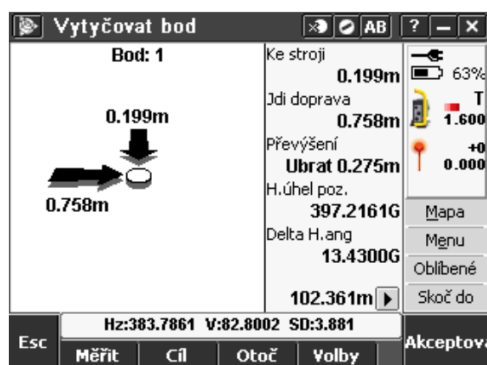 Vytyčovat bod
AB
?
Bod: 1
0.199m
0.758m
Ke stroji
0.199m
Jdi doprava
0.758m
Převýšení
Ubrat 0.275m
H.úhel poz.
397.2161G
Delta H.ang
13.4300G
102.361m
63%
T
1.600
+0
0.000
Mapa
Menu
Oblíbené
Skoč do
Hz:383.7861 V:82.8002 SD:3.881
Esc
Měřit
Cíl
Otoč
Volby
Akceptova